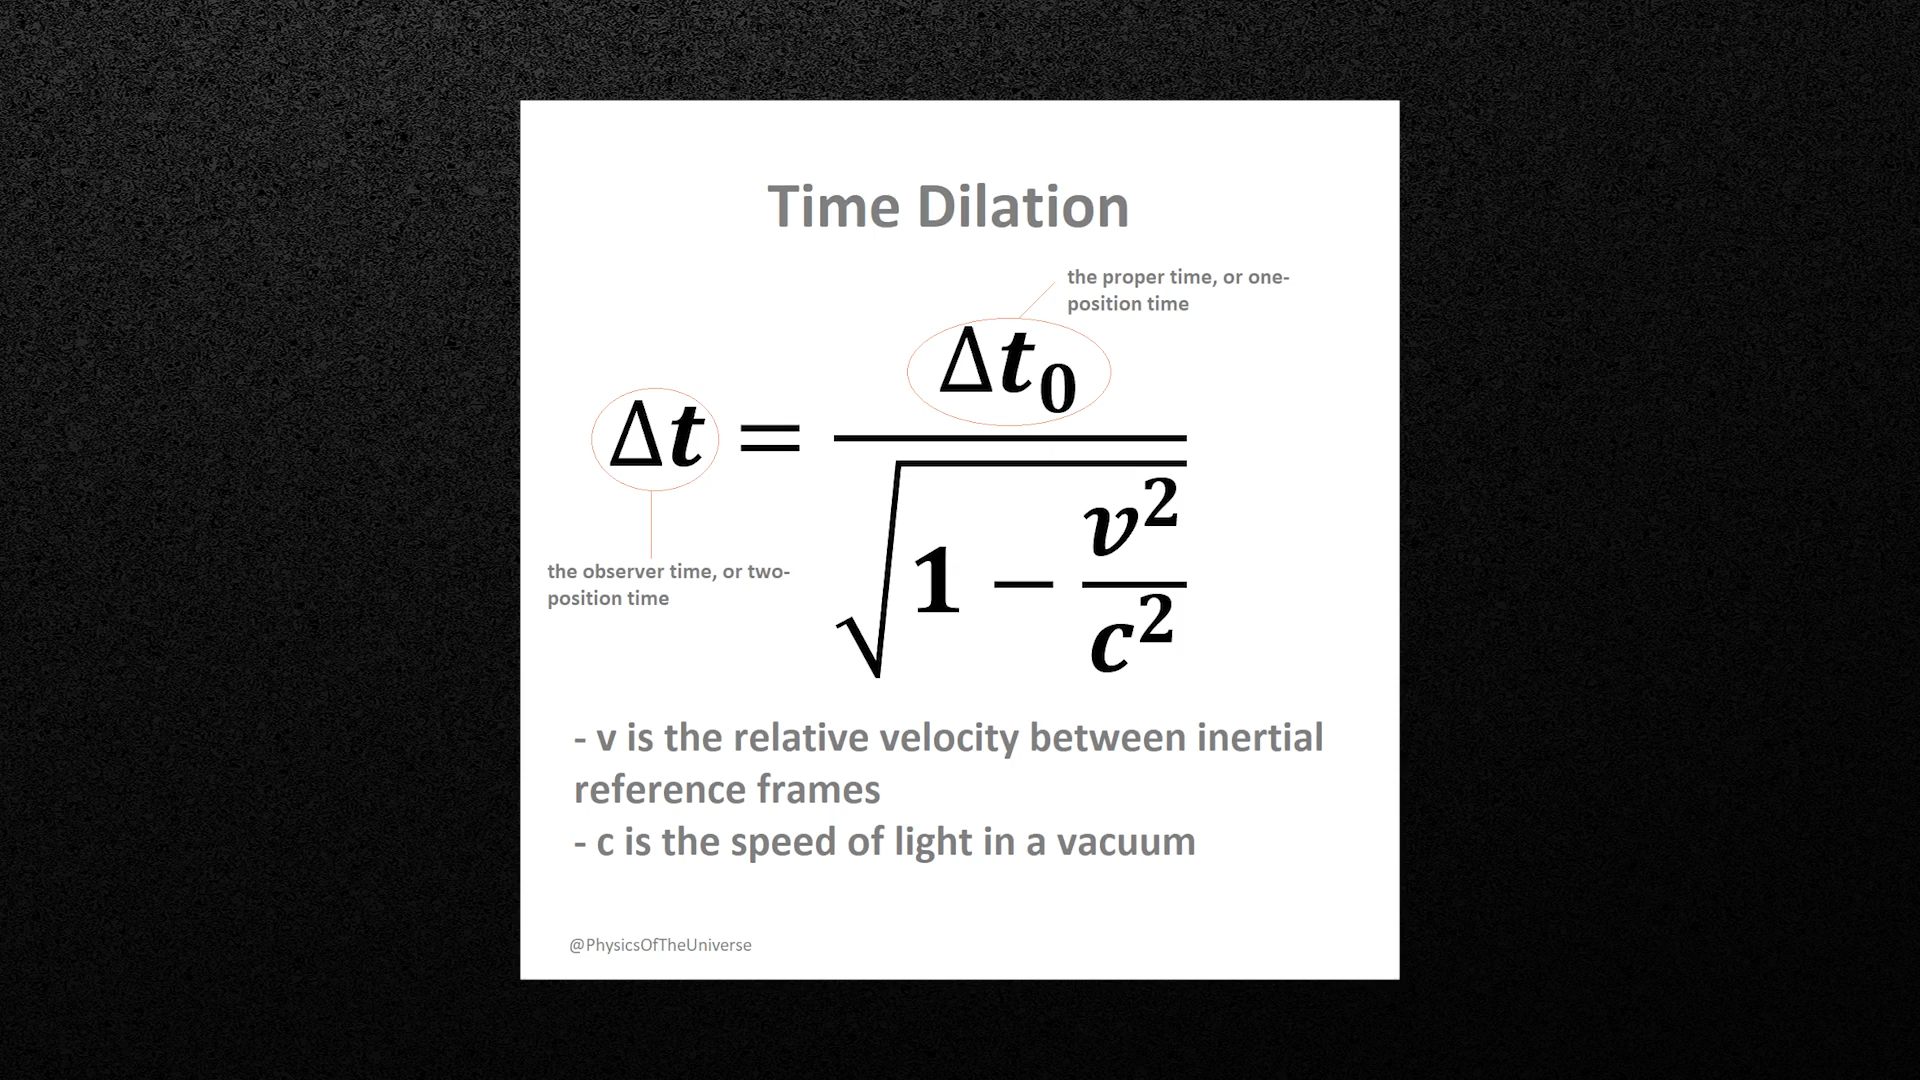 Time Dilation
the proper time, or one-
position time
Δt = Δt₀ / √(1 − v²/c²)
the observer time, or two-
position time
- v is the relative velocity between inertial
reference frames
- c is the speed of light in a vacuum
@PhysicsOfTheUniverse